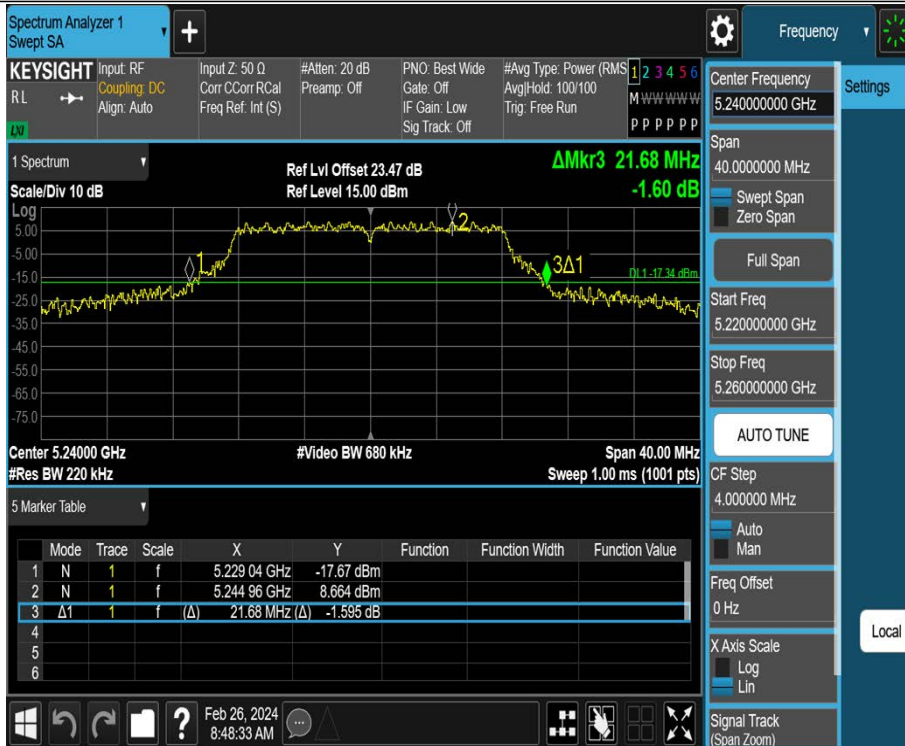 Spectrum Analyzer 1
Swept SA
+
Frequency
KEYSIGHT
RL
LXI
Input: RF
Coupling: DC
Align: Auto
Input Z: 50 Ω
Corr CCorr RCal
Freq Ref: Int (S)
#Atten: 20 dB
Preamp: Off
PNO: Best Wide
Gate: Off
IF Gain: Low
Sig Track: Off
#Avg Type: Power (RMS
Avg|Hold: 100/100
Trig: Free Run
1 2 3 4 5 6
M W W W W W
P P P P P P
1 Spectrum
Scale/Div 10 dB
Ref Lvl Offset 23.47 dB
Ref Level 15.00 dBm
ΔMkr3 21.68 MHz
-1.60 dB
Log
5.00
-5.00
-15.0
-25.0
-35.0
-45.0
-55.0
-65.0
-75.0
1
2
3Δ1
DL1 -17.34 dBm
Center 5.24000 GHz
#Video BW 680 kHz
Span 40.00 MHz
#Res BW 220 kHz
Sweep 1.00 ms (1001 pts)
5 Marker Table
Mode Trace Scale X Y Function Function Width Function Value
1 N 1 f 5.229 04 GHz -17.67 dBm
2 N 1 f 5.244 96 GHz 8.664 dBm
3 Δ1 1 f (Δ) 21.68 MHz (Δ) -1.595 dB
4
5
6
?
Feb 26, 2024
8:48:33 AM
Center Frequency
5.240000000 GHz
Span
40.0000000 MHz
Swept Span
Zero Span
Full Span
Start Freq
5.220000000 GHz
Stop Freq
5.260000000 GHz
AUTO TUNE
CF Step
4.000000 MHz
Auto
Man
Freq Offset
0 Hz
X Axis Scale
Log
Lin
Signal Track
(Span Zoom)
Settings
Local